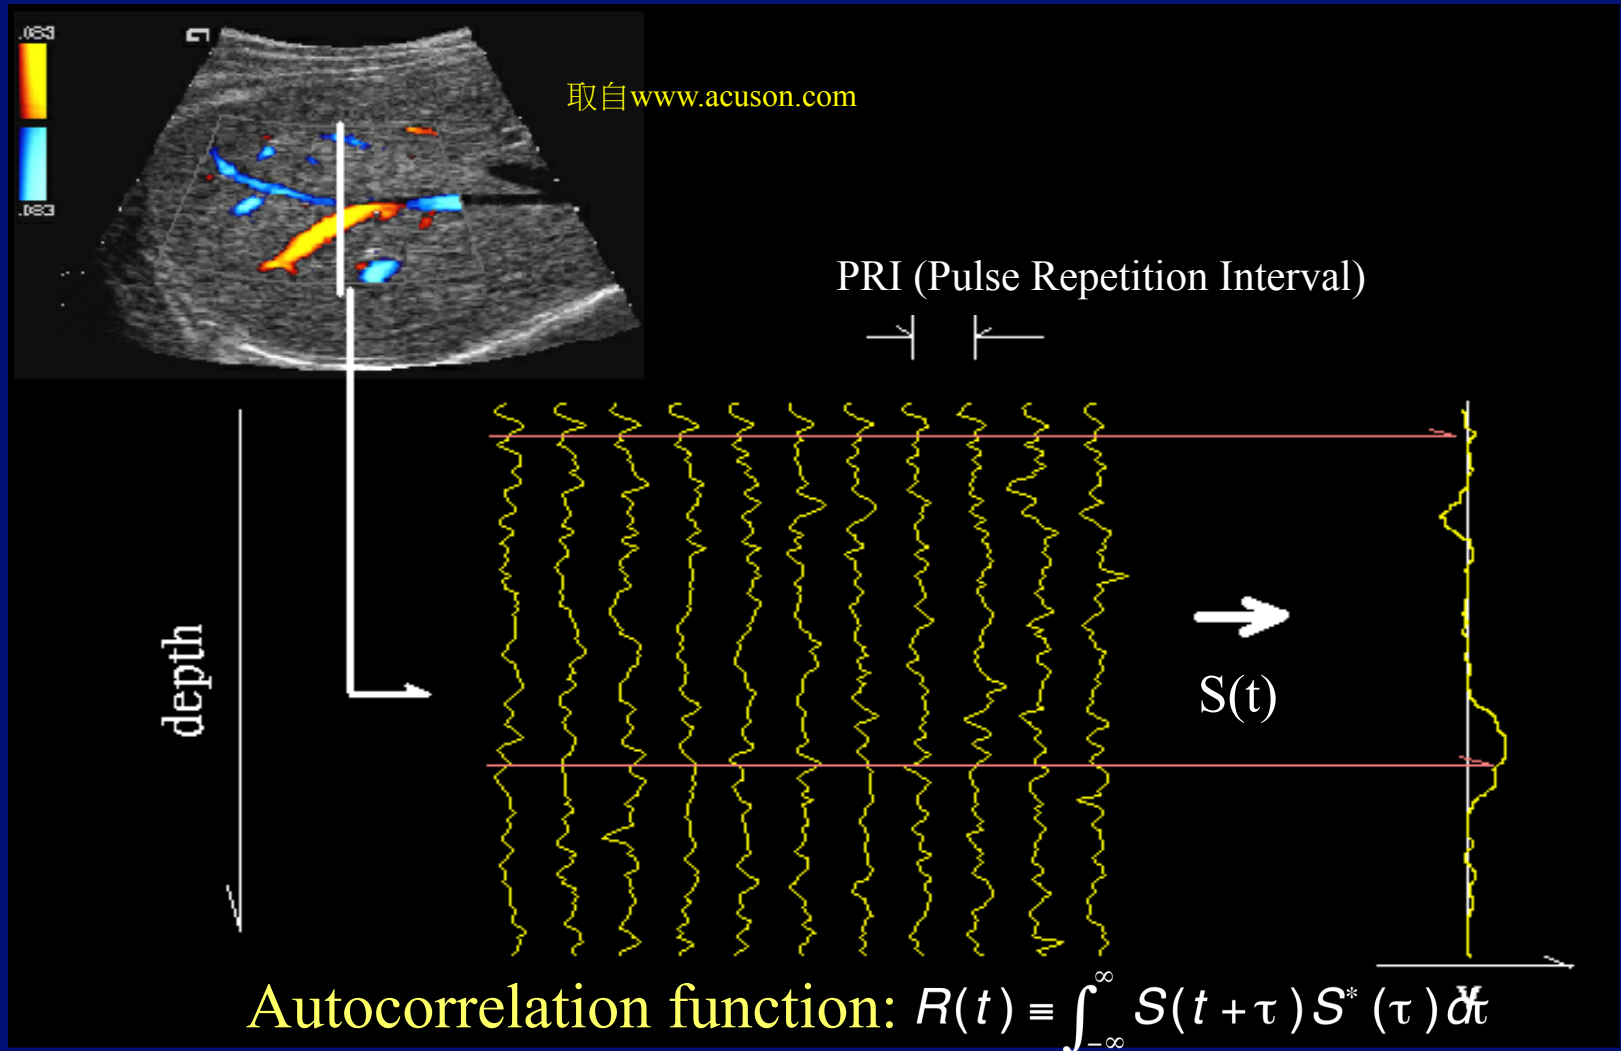 .083
.083
取自www.acuson.com
PRI (Pulse Repetition Interval)
depth
S(t)
Autocorrelation function: R(t) ≡ ∫_{-∞}^{∞} S(t + τ) S* (τ) dτ
v